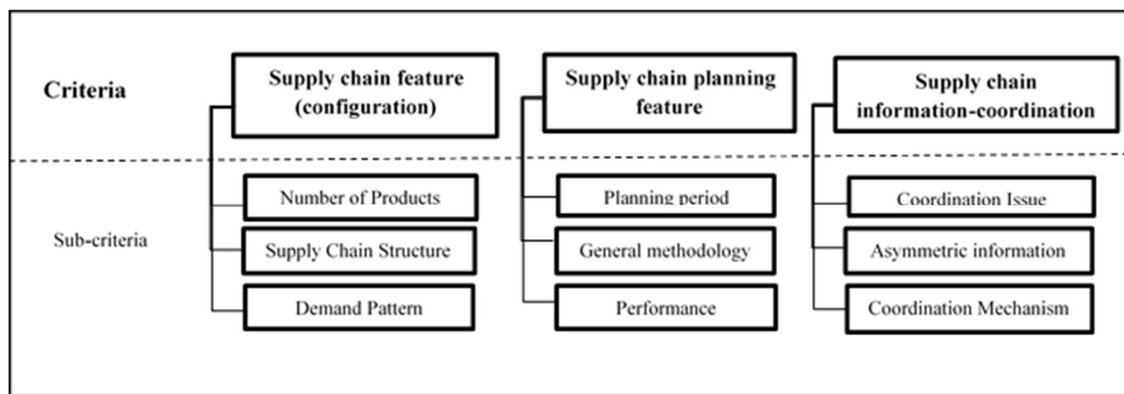 Criteria
Supply chain feature
(configuration)
Supply chain planning
feature
Supply chain
information-coordination
Sub-criteria
Number of Products
Supply Chain Structure
Demand Pattern
Planning period
General methodology
Performance
Coordination Issue
Asymmetric information
Coordination Mechanism